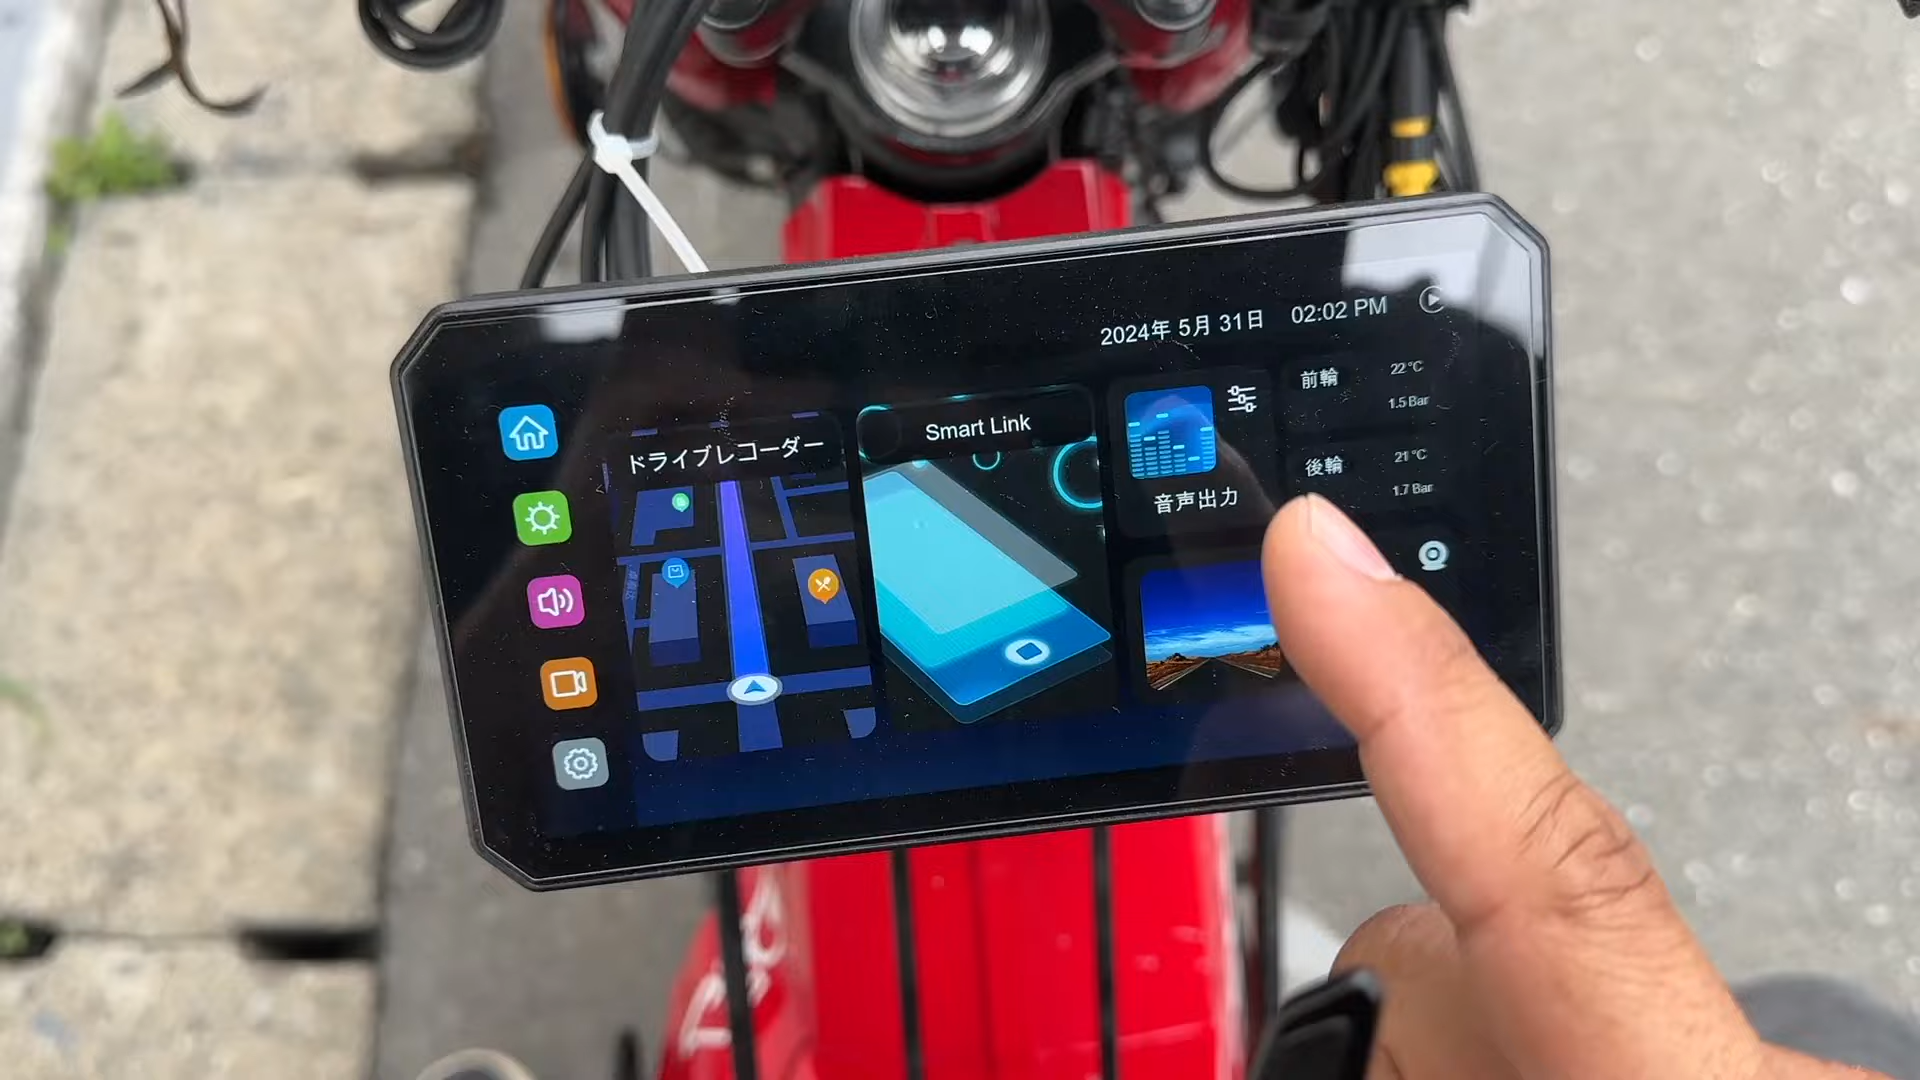 2024年 5月 31日 02:02 PM
ドライブレコーダー
Smart Link
音声出力
前輪
22°C
1.5 Bar
後輪
21°C
1.7 Bar